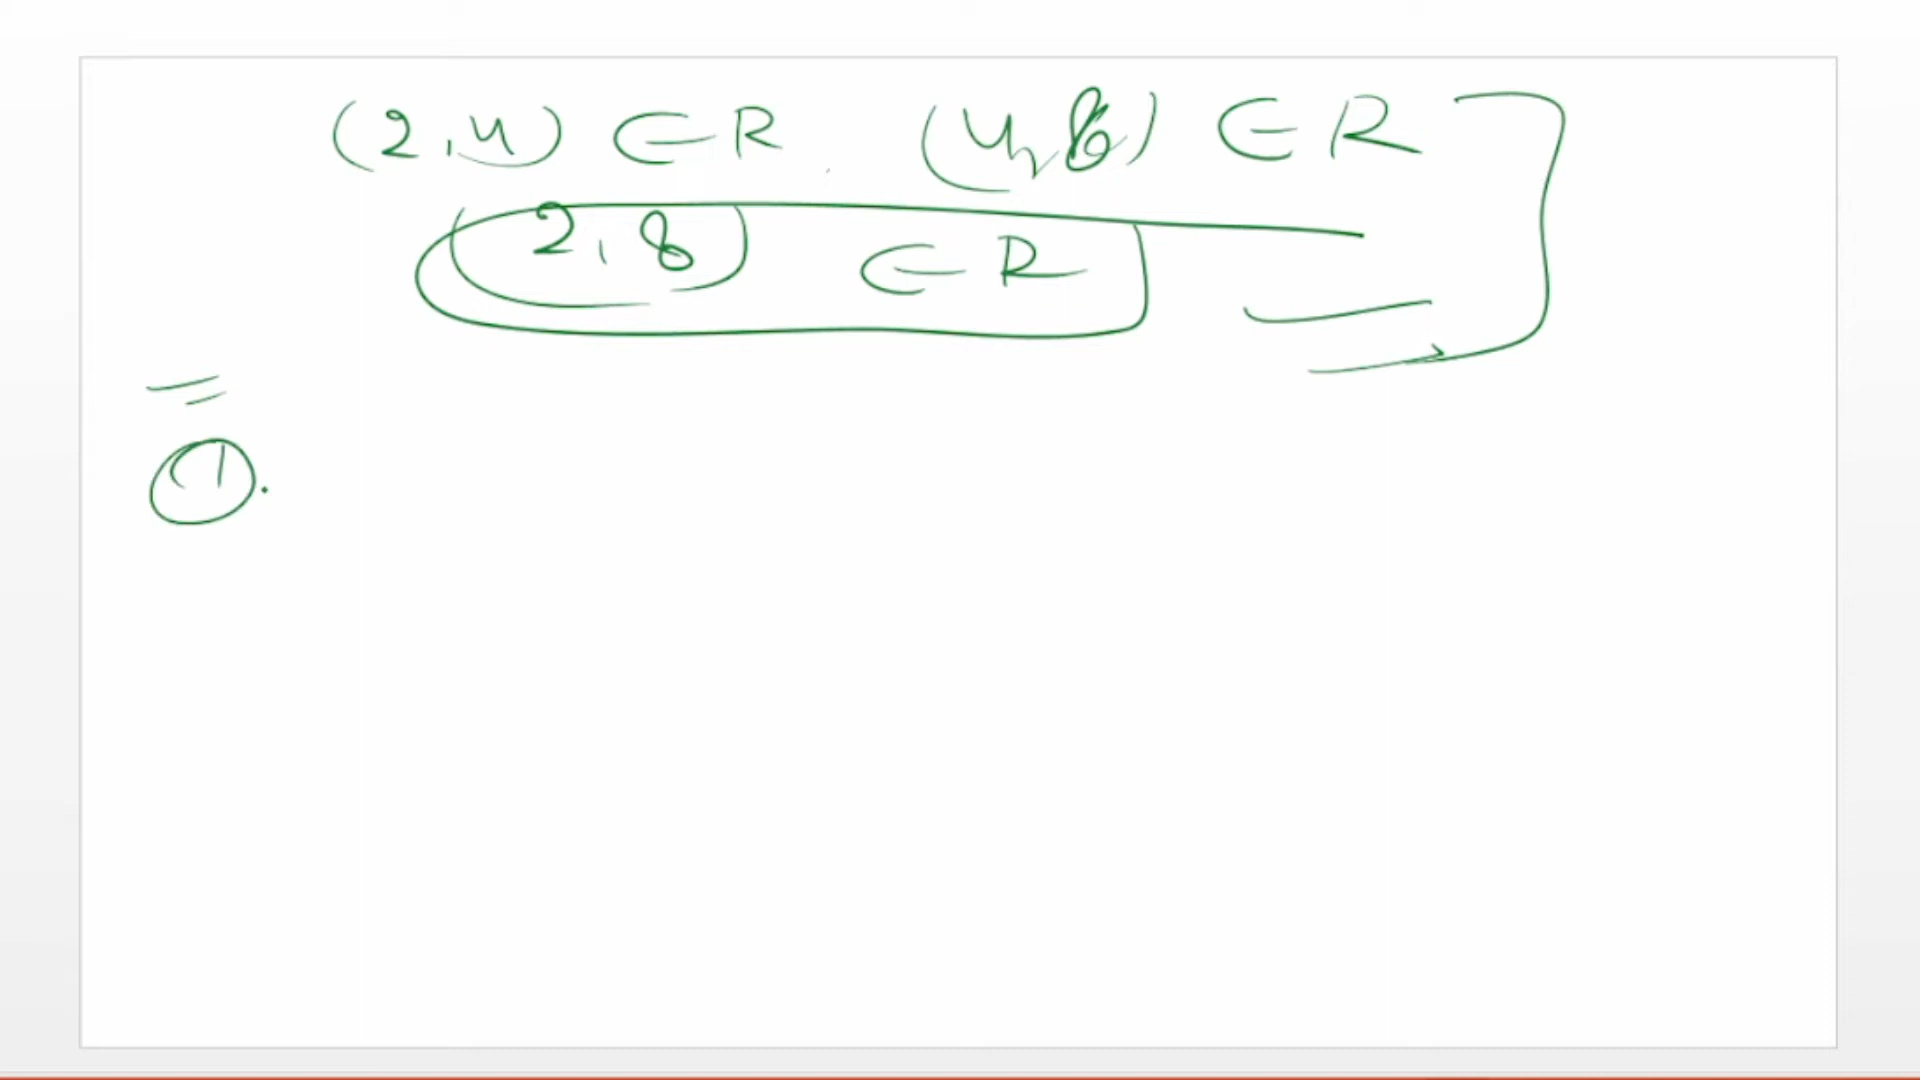 (2,4) ∈ R (4,8) ∈ R
(2,8) ∈ R
=
①.